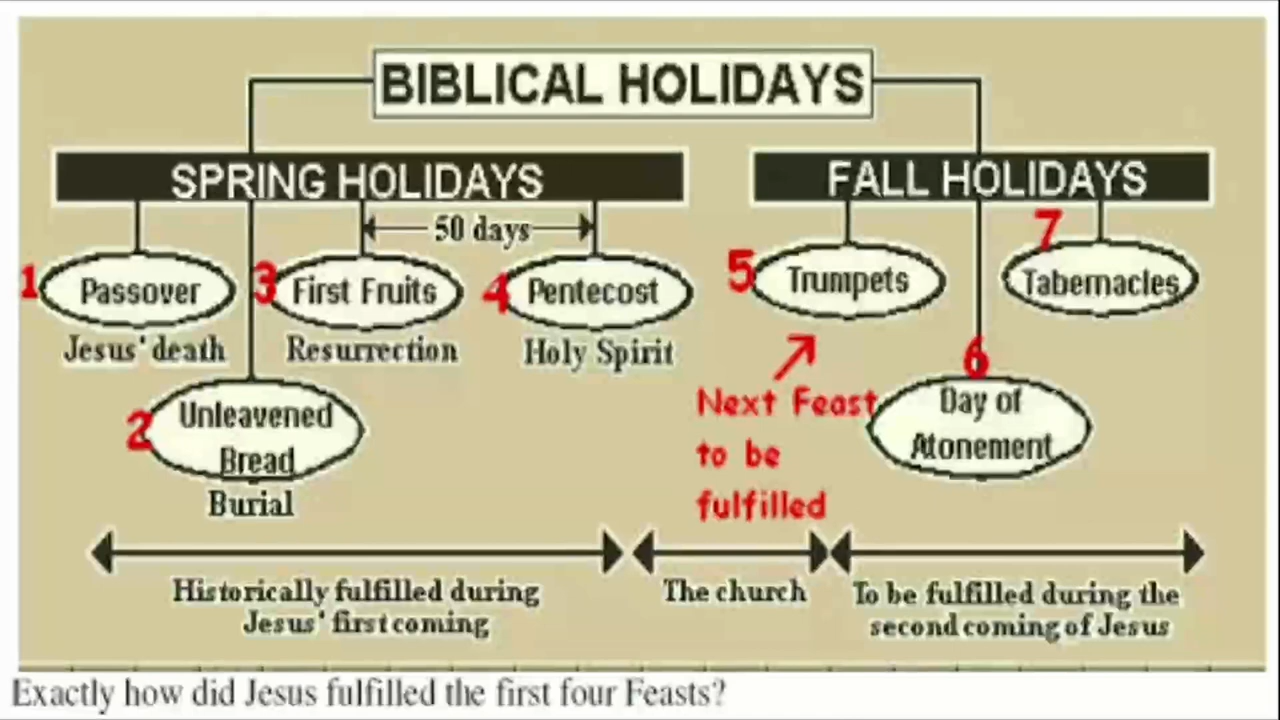 BIBLICAL HOLIDAYS
SPRING HOLIDAYS
50 days
1 Passover
Jesus' death
3 First Fruits
Resurrection
4 Pentecost
Holy Spirit
2 Unleavened
Bread
Burial
FALL HOLIDAYS
5 Trumpets
7
Tabernacles
Next Feast
to be
fulfilled
6
Day of
Atonement
Historically fulfilled during
Jesus' first coming
The church
To be fulfilled during the
second coming of Jesus
Exactly how did Jesus fulfilled the first four Feasts?